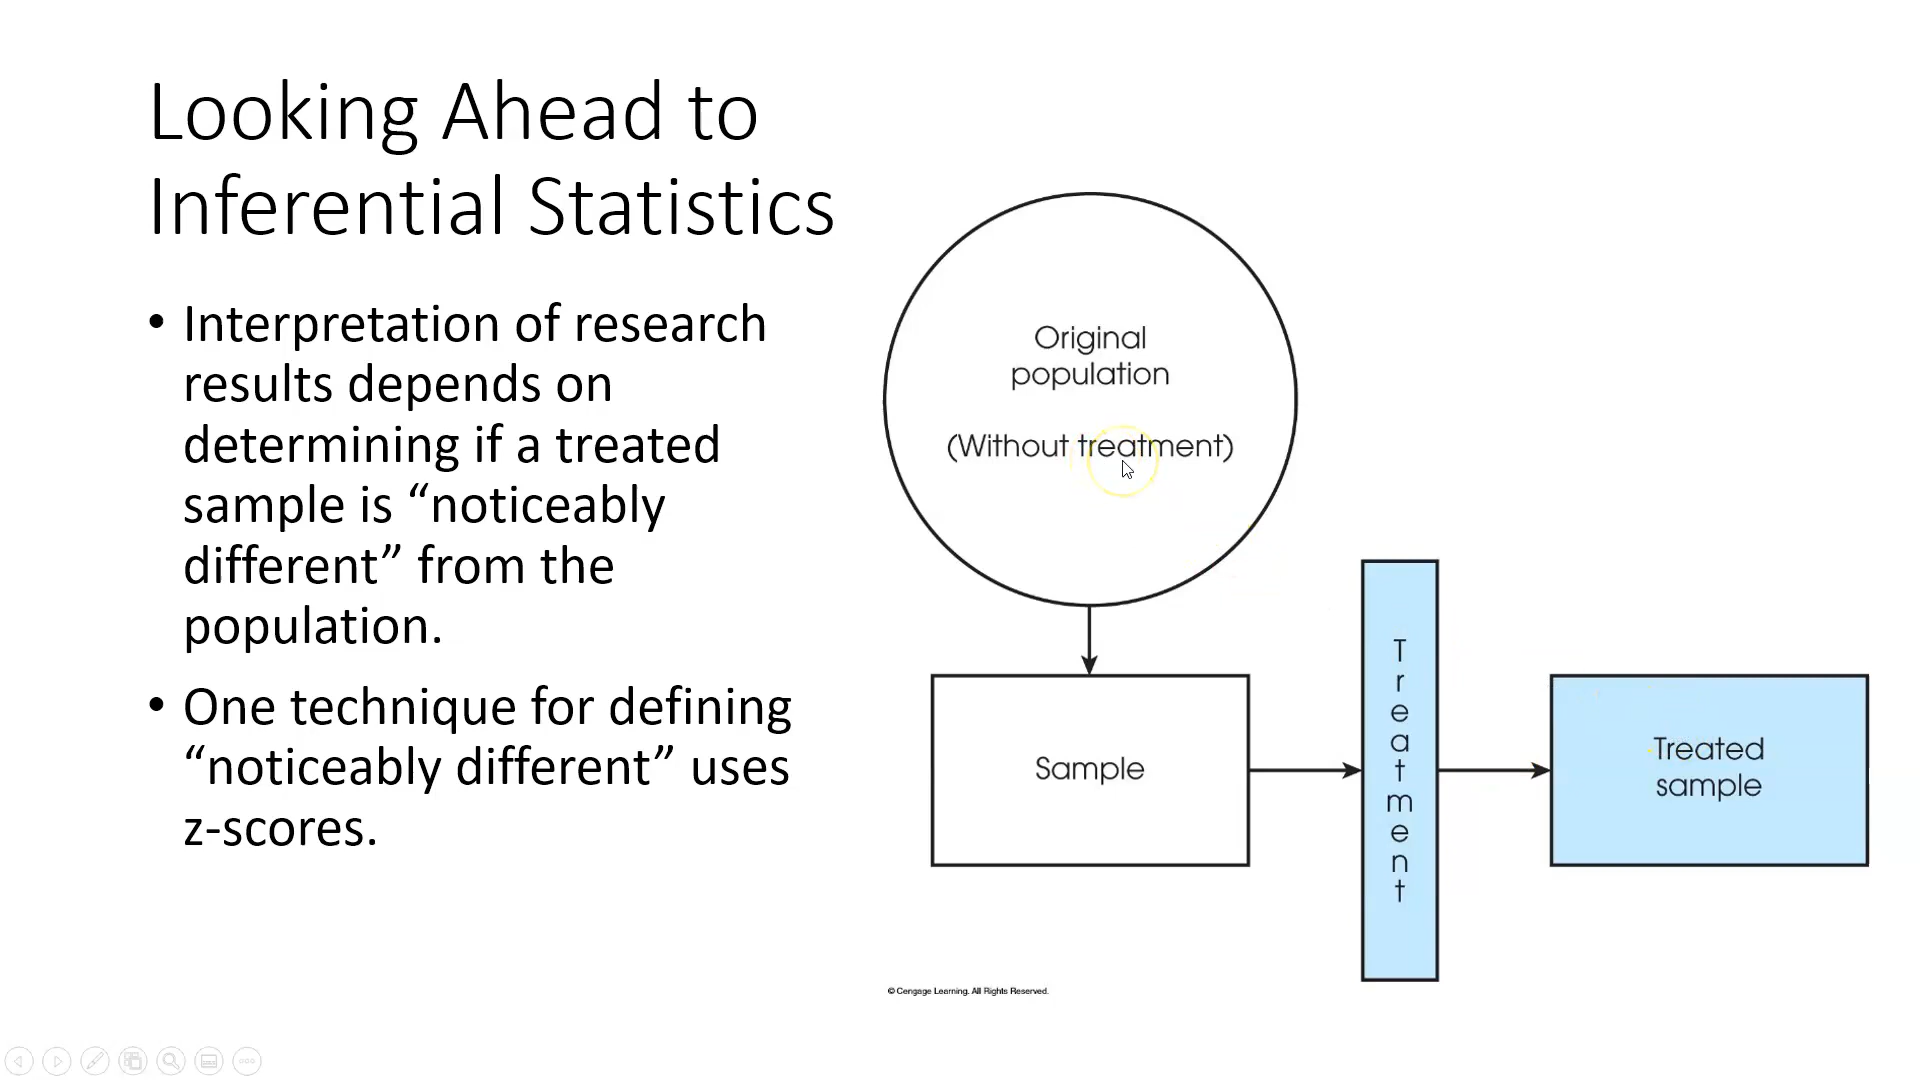 Looking Ahead to
Inferential Statistics
• Interpretation of research
results depends on
determining if a treated
sample is “noticeably
different” from the
population.
• One technique for defining
“noticeably different” uses
z-scores.
Original
population
(Without treatment)
Sample
Treatment
Treated
sample
© Cengage Learning. All Rights Reserved.